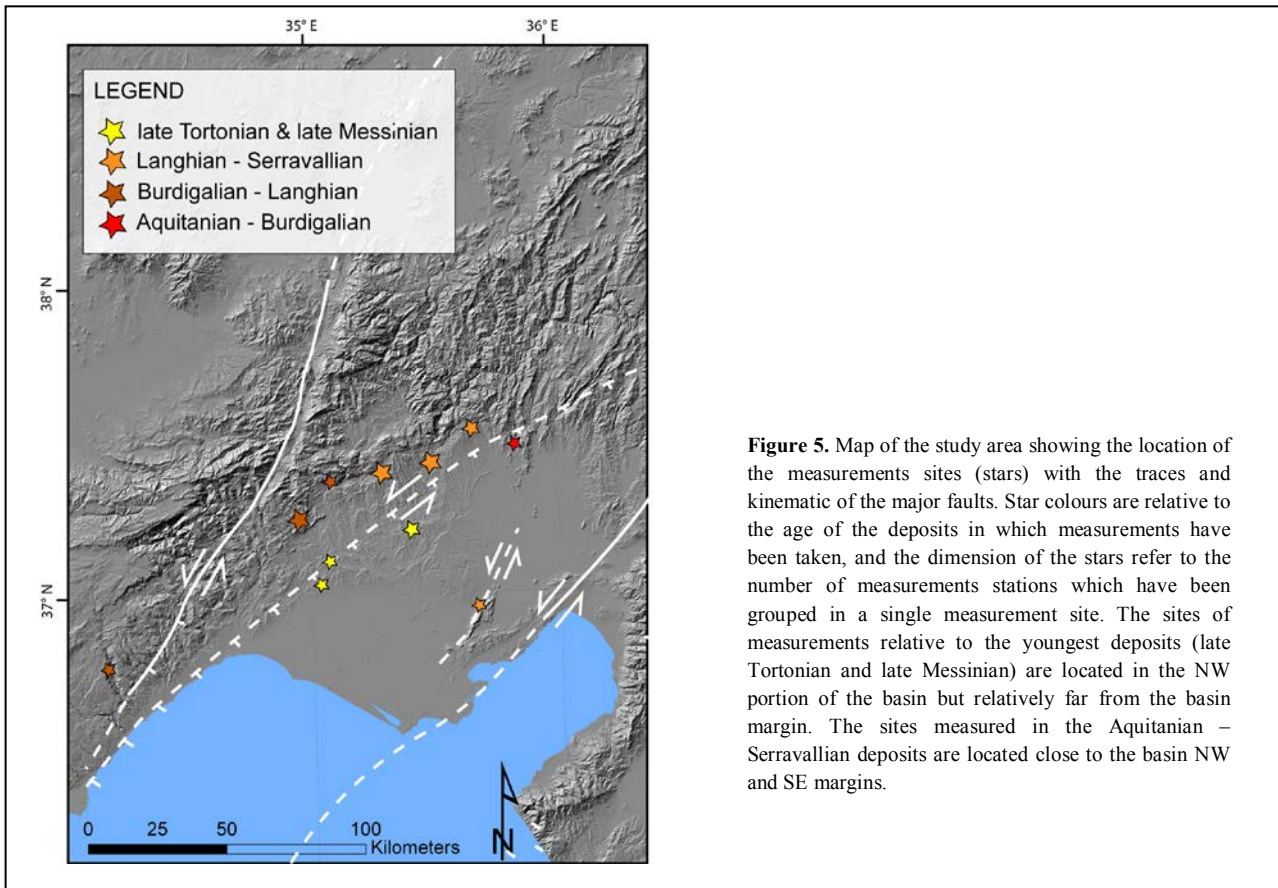 35° E
36° E
LEGEND
late Tortonian & late Messinian
Langhian - Serravallian
Burdigalian - Langhian
Aquitanian - Burdigalian
38° N
37° N
0 25 50 100
Kilometers
N
Figure 5. Map of the study area showing the location of
the measurements sites (stars) with the traces and
kinematic of the major faults. Star colours are relative to
the age of the deposits in which measurements have
been taken, and the dimension of the stars refer to the
number of measurements stations which have been
grouped in a single measurement site. The sites of
measurements relative to the youngest deposits (late
Tortonian and late Messinian) are located in the NW
portion of the basin but relatively far from the basin
margin. The sites measured in the Aquitanian –
Serravallian deposits are located close to the basin NW
and SE margins.